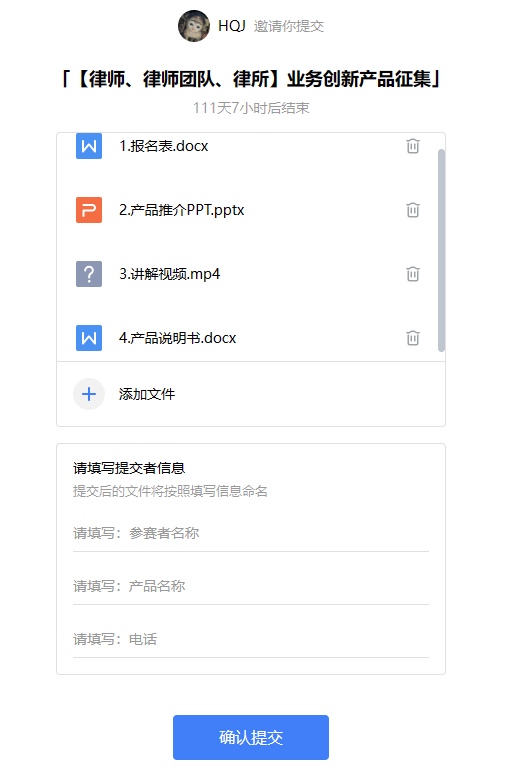 HQJ 邀请你提交
「【律师、律师团队、律所】业务创新产品征集」
111天7小时后结束
1.报名表.docx
2.产品推介PPT.pptx
3.讲解视频.mp4
4.产品说明书.docx
添加文件
请填写提交者信息
提交后的文件将按照填写信息命名
请填写：参赛者名称
请填写：产品名称
请填写：电话
确认提交